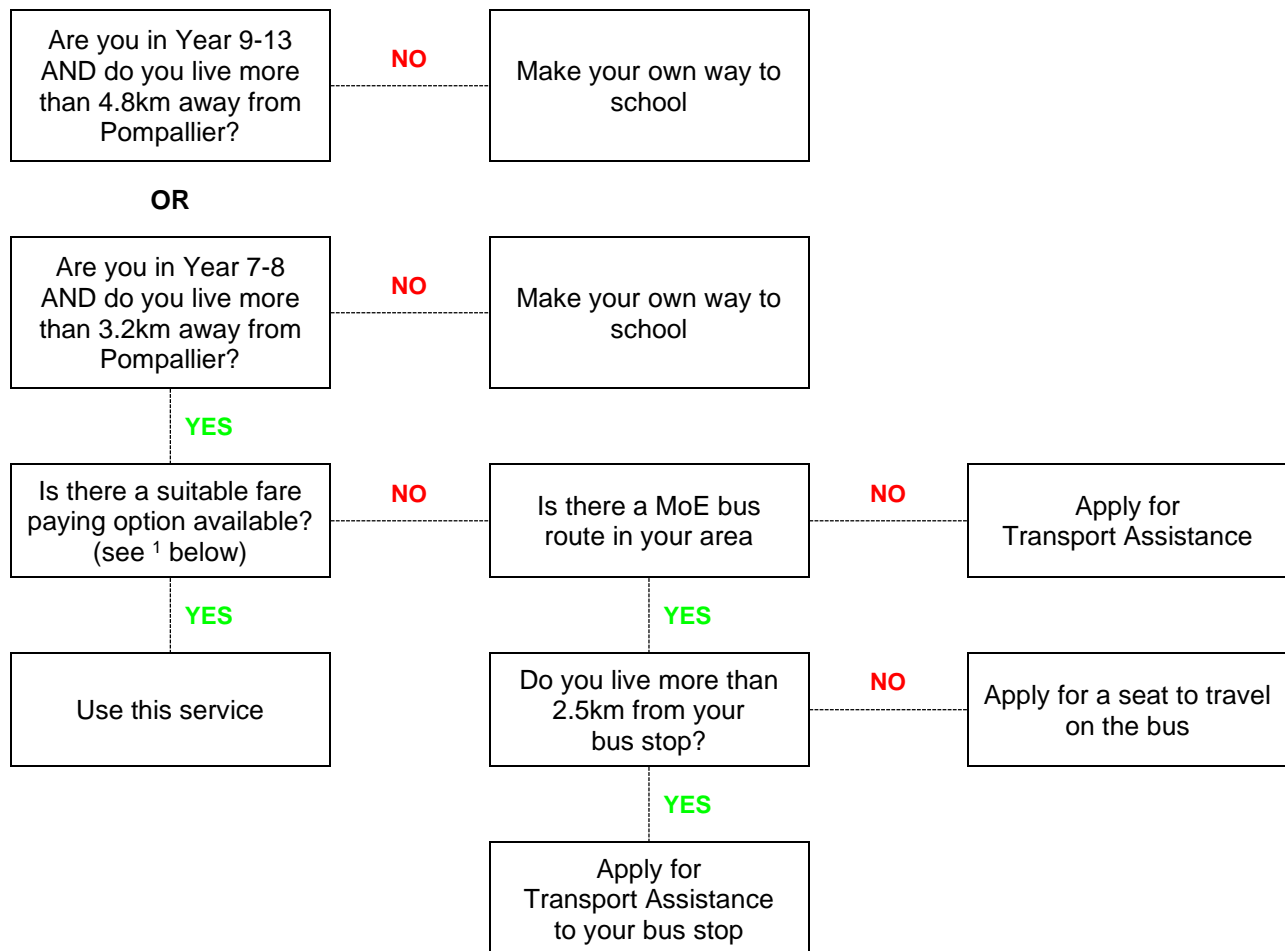 Are you in Year 9-13
AND do you live more
than 4.8km away from
Pompallier?
NO
Make your own way to
school
OR
Are you in Year 7-8
AND do you live more
than 3.2km away from
Pompallier?
NO
Make your own way to
school
YES
Is there a suitable fare
paying option available?
(see ¹ below)
NO
Is there a MoE bus
route in your area
NO
Apply for
Transport Assistance
YES
YES
Use this service
Do you live more than
2.5km from your
bus stop?
NO
Apply for a seat to travel
on the bus
YES
Apply for
Transport Assistance
to your bus stop